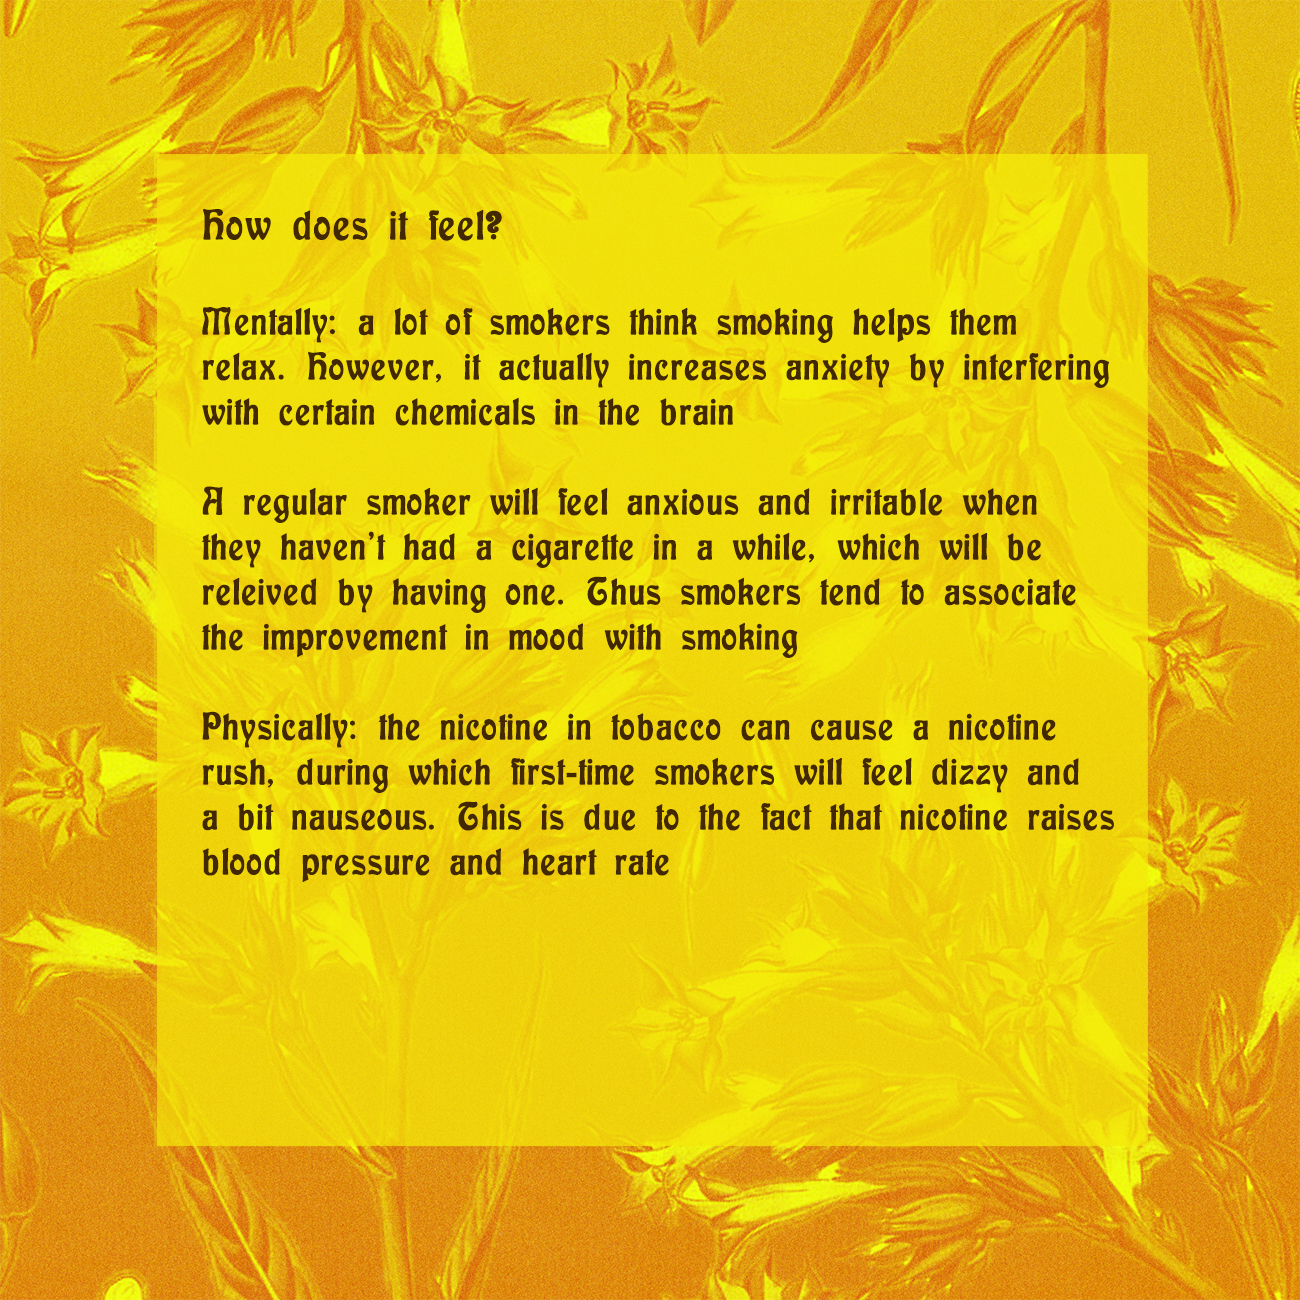 How does it feel?
Mentally: a lot of smokers think smoking helps them
relax. However, it actually increases anxiety by interfering
with certain chemicals in the brain
A regular smoker will feel anxious and irritable when
they haven't had a cigarette in a while, which will be
releived by having one. Thus smokers tend to associate
the improvement in mood with smoking
Physically: the nicotine in tobacco can cause a nicotine
rush, during which first-time smokers will feel dizzy and
a bit nauseous. This is due to the fact that nicotine raises
blood pressure and heart rate